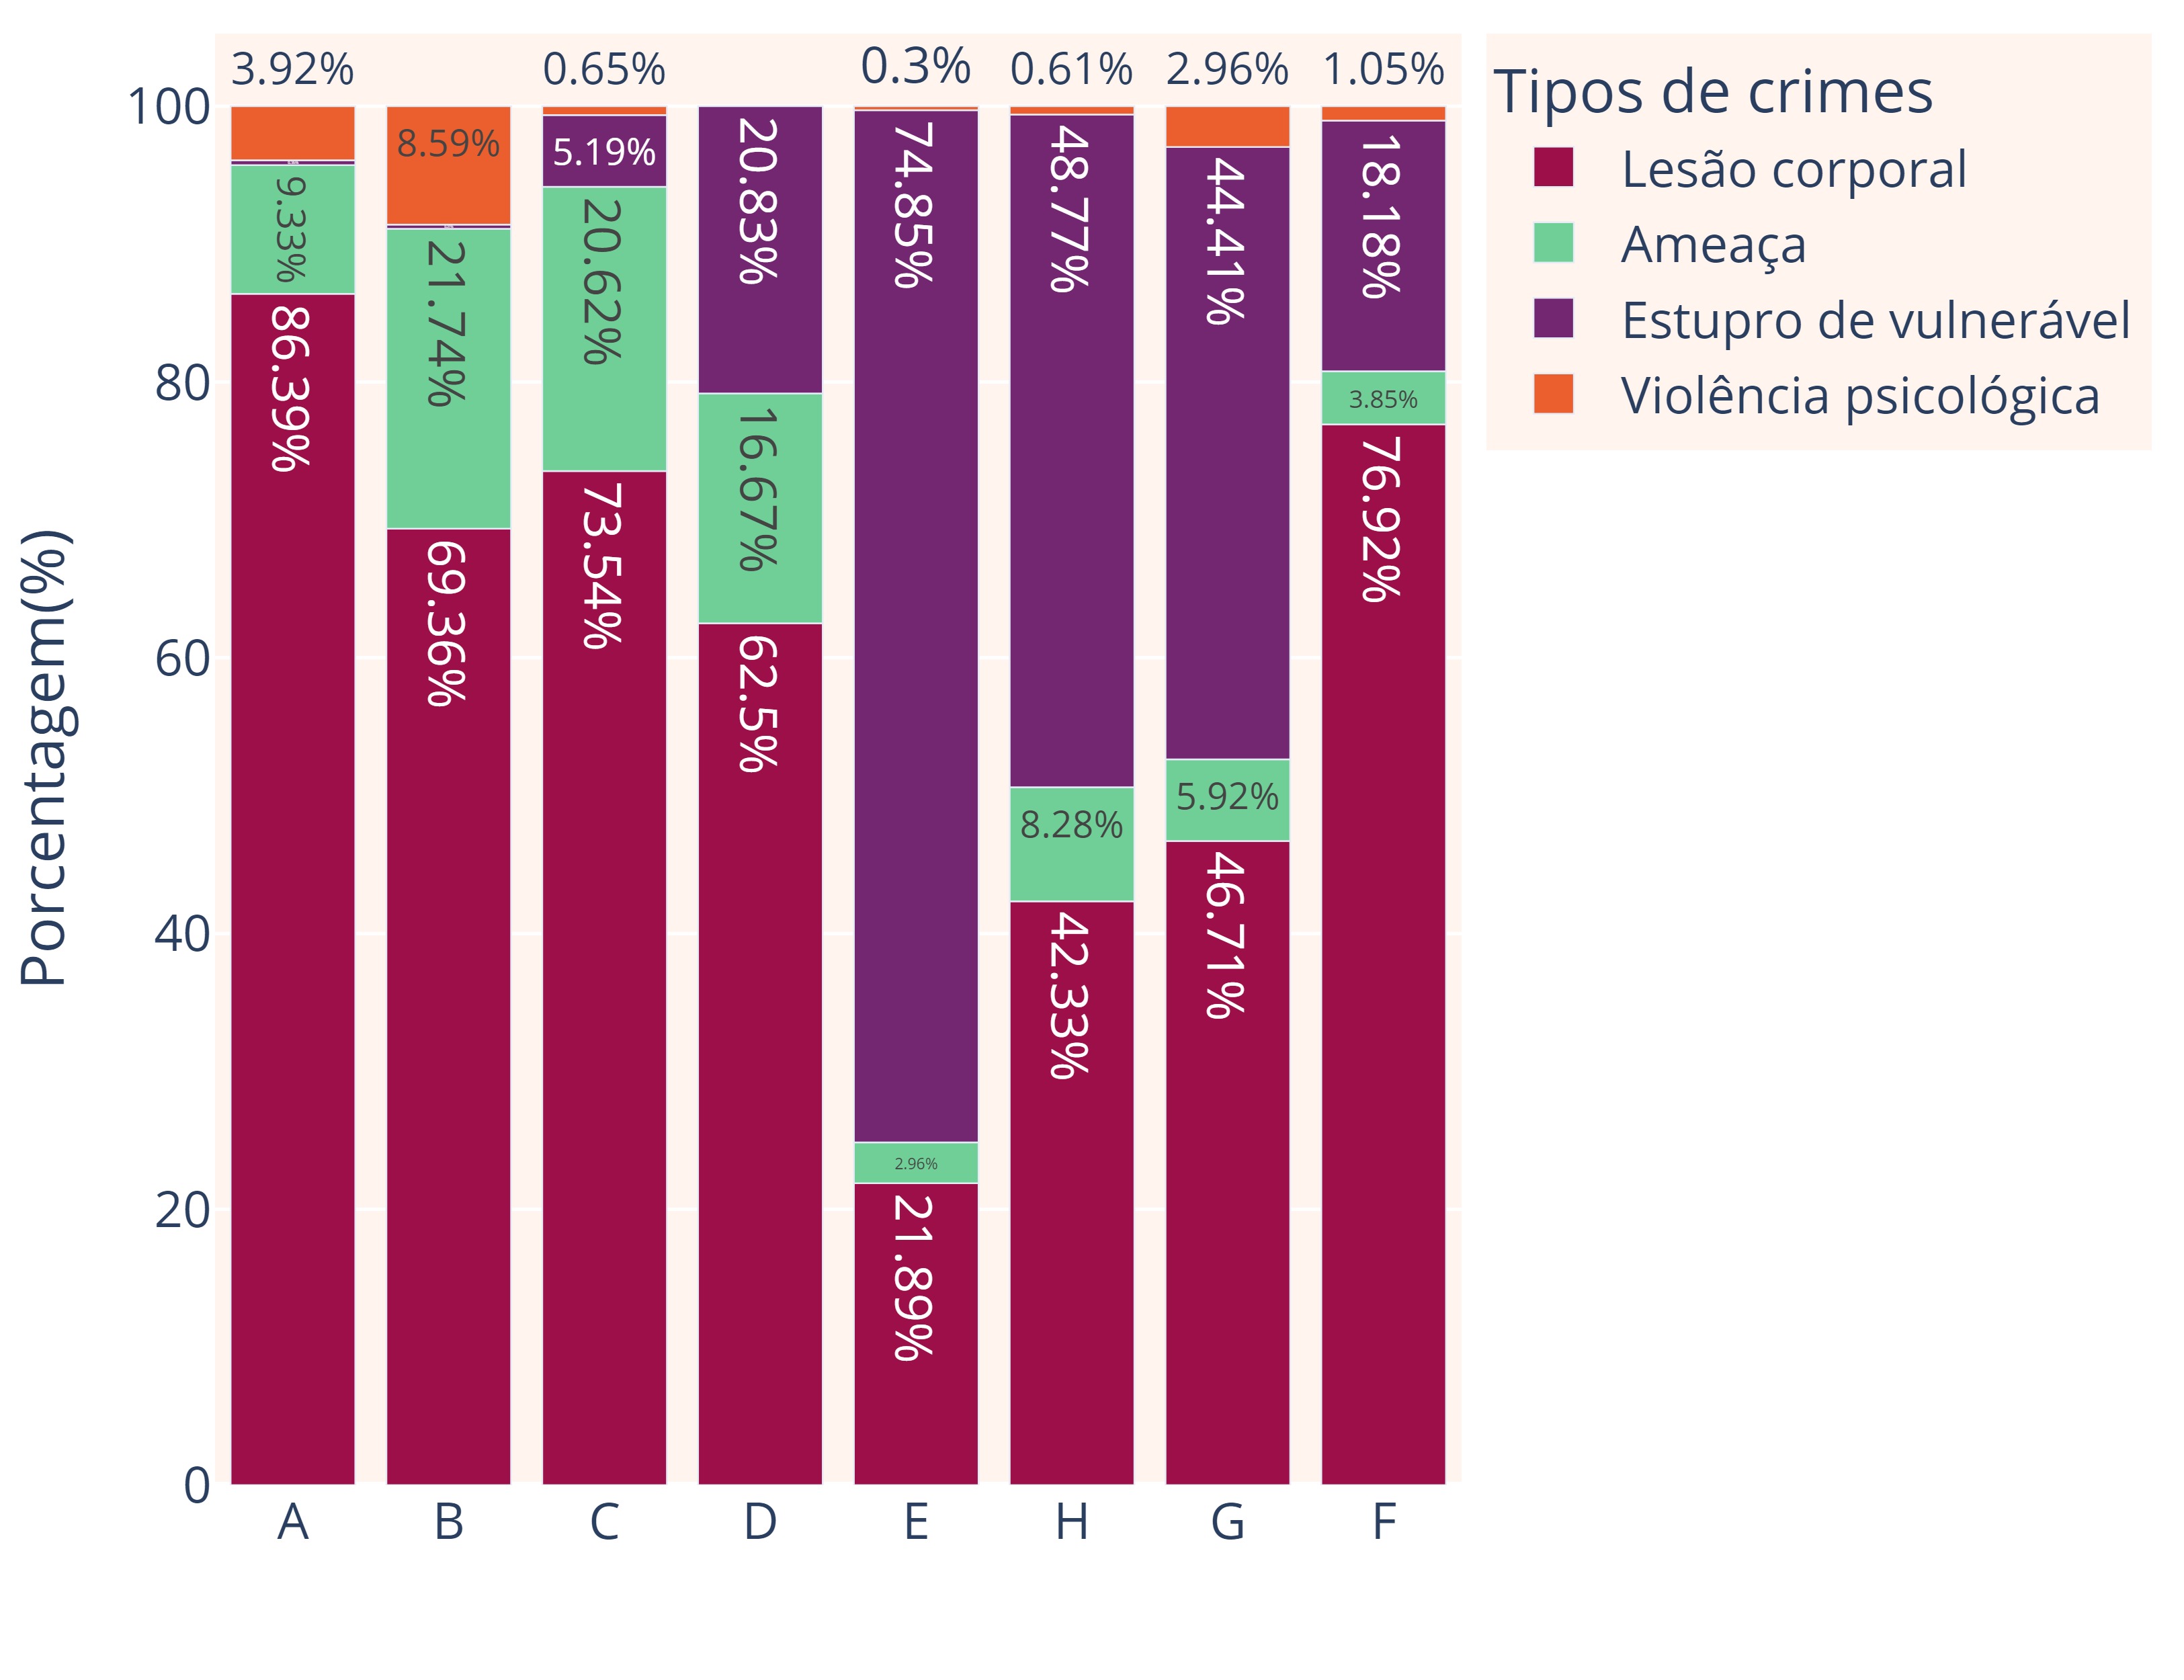 3.92%
0.65%
0.3%
0.61%
2.96%
1.05%
Porcentagem(%)
100
80
60
40
20
0
9.33%
86.39%
8.59%
21.74%
69.36%
5.19%
20.62%
73.54%
20.83%
16.67%
62.5%
74.85%
2.96%
21.89%
48.77%
8.28%
42.33%
44.41%
5.92%
46.71%
18.18%
3.85%
76.92%
A
B
C
D
E
H
G
F
Tipos de crimes
Lesão corporal
Ameaça
Estupro de vulnerável
Violência psicológica